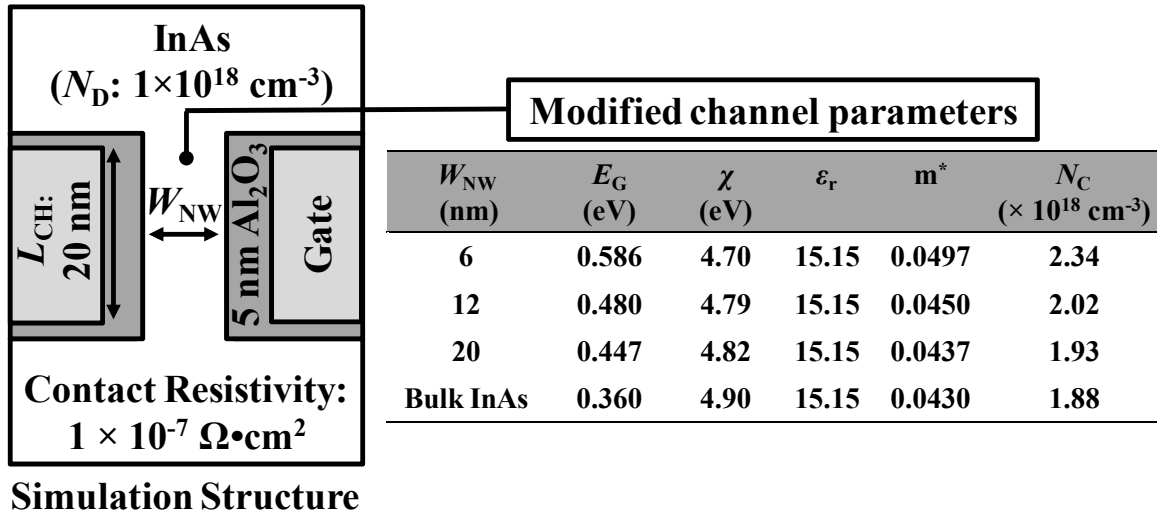 InAs
(N_D: 1×10^18 cm^-3)
Modified channel parameters
L_CH:
20 nm
W_NW
5 nm Al_2O_3
Gate
Contact Resistivity:
1 × 10^-7 Ω•cm^2
Simulation Structure
W_NW E_G χ ε_r m^* N_C
(nm) (eV) (eV) (× 10^18 cm^-3)
6 0.586 4.70 15.15 0.0497 2.34
12 0.480 4.79 15.15 0.0450 2.02
20 0.447 4.82 15.15 0.0437 1.93
Bulk InAs 0.360 4.90 15.15 0.0430 1.88